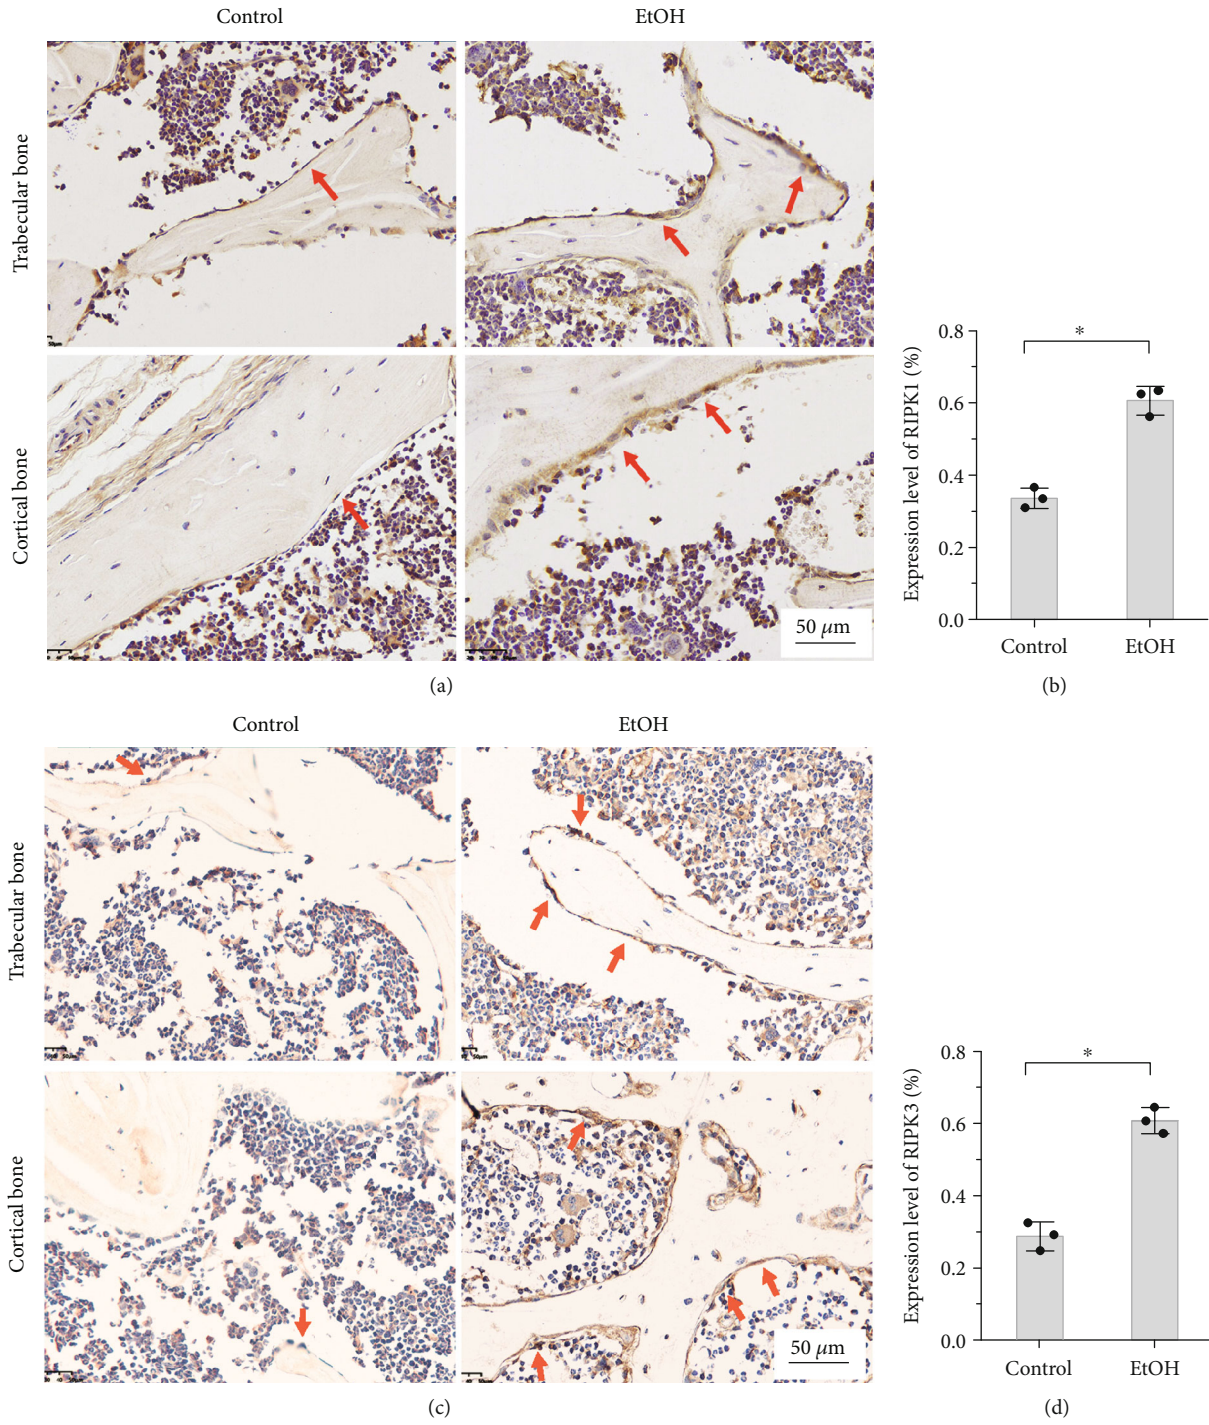 Control EtOH
Trabecular bone
Cortical bone
50 μm
(a)
Expression level of RIPK1 (%)
0.8
0.6
0.4
0.2
0.0
*
Control EtOH
(b)
Control EtOH
Trabecular bone
Cortical bone
50 μm
(c)
Expression level of RIPK3 (%)
0.8
0.6
0.4
0.2
0.0
*
Control EtOH
(d)